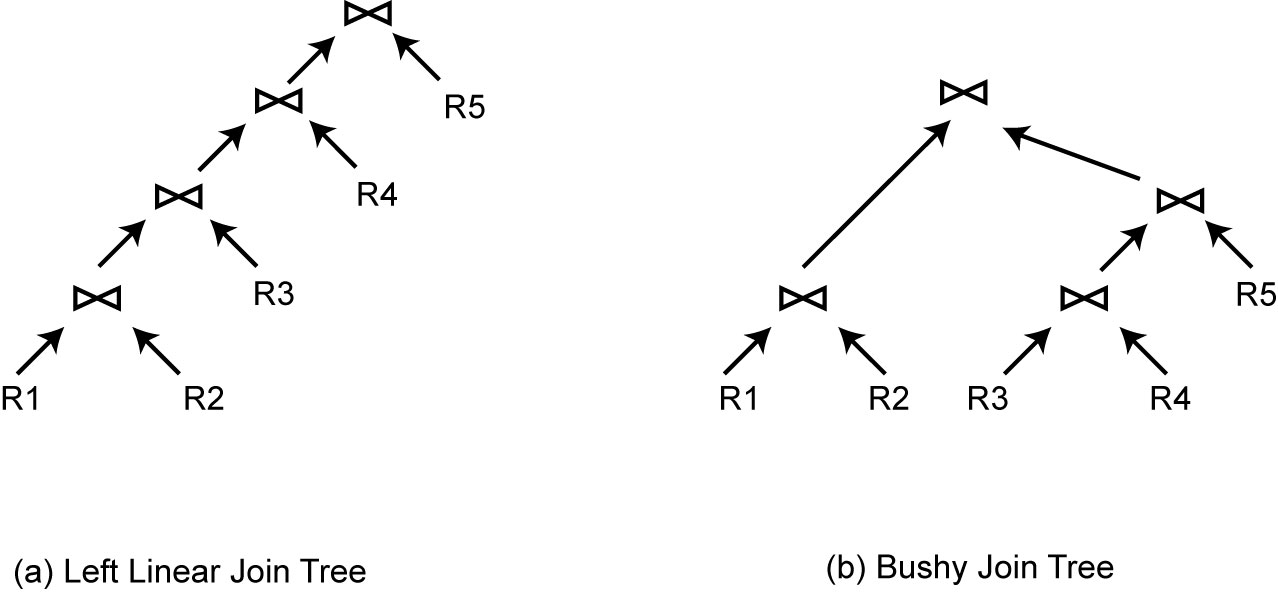 R5
R4
R3
R1 R2
(a) Left Linear Join Tree
R5
R1 R2 R3 R4
(b) Bushy Join Tree